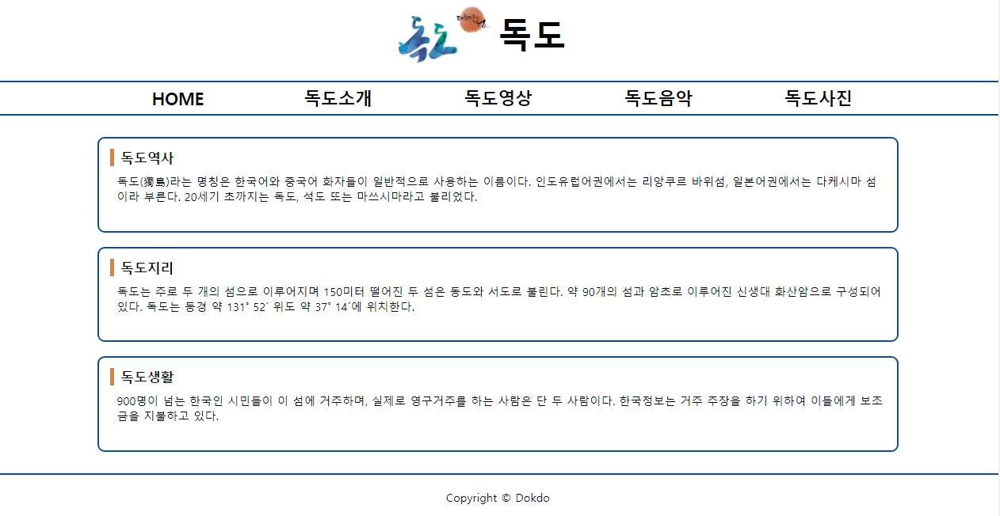 독도
독도
HOME 독도소개 독도영상 독도음악 독도사진
독도역사
독도(獨島)라는 명칭은 한국어와 중국어 화자들이 일반적으로 사용하는 이름이다. 인도유럽어권에서는 리앙쿠르 바위섬, 일본어권에서는 다케시마 섬
이라 부른다. 20세기 초까지는 독도, 석도 또는 마쓰시마라고 불리었다.
독도지리
독도는 주로 두 개의 섬으로 이루어지며 150미터 떨어진 두 섬은 동도와 서도로 불린다. 약 90개의 섬과 암초로 이루어진 신생대 화산암으로 구성되어
있다. 독도는 동경 약 131˚ 52´ 위도 약 37˚ 14´에 위치한다.
독도생활
900명이 넘는 한국인 시민들이 이 섬에 거주하며, 실제로 영구거주를 하는 사람은 단 두 사람이다. 한국정보는 거주 주장을 하기 위하여 이들에게 보조
금을 지불하고 있다.
Copyright © Dokdo